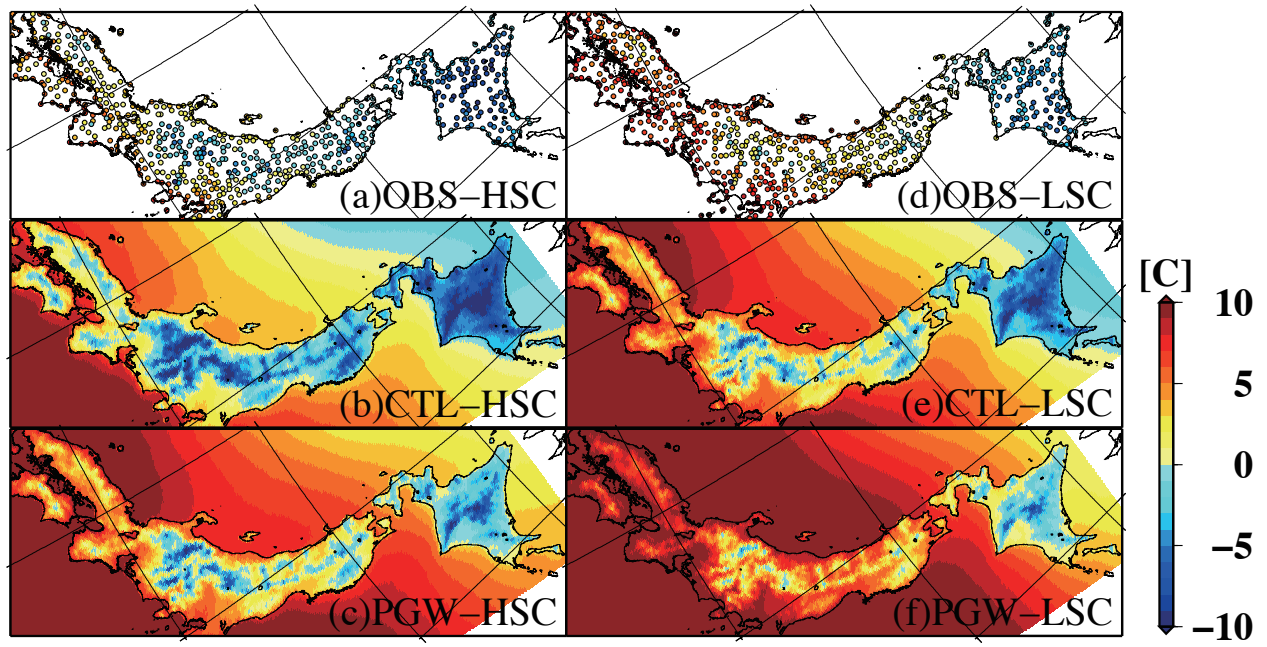 (a)OBS–HSC
(d)OBS–LSC
(b)CTL–HSC
(e)CTL–LSC
(c)PGW–HSC
(f)PGW–LSC
[C]
10
5
0
−5
−10